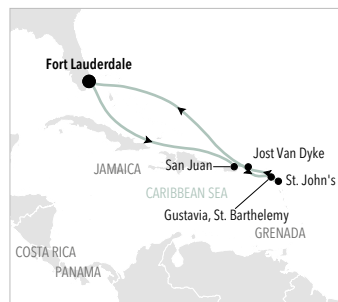 Fort Lauderdale
Jost Van Dyke
San Juan
JAMAICA
St. John's
CARIBBEAN SEA
Gustavia, St. Barthelemy
GRENADA
COSTA RICA
PANAMA